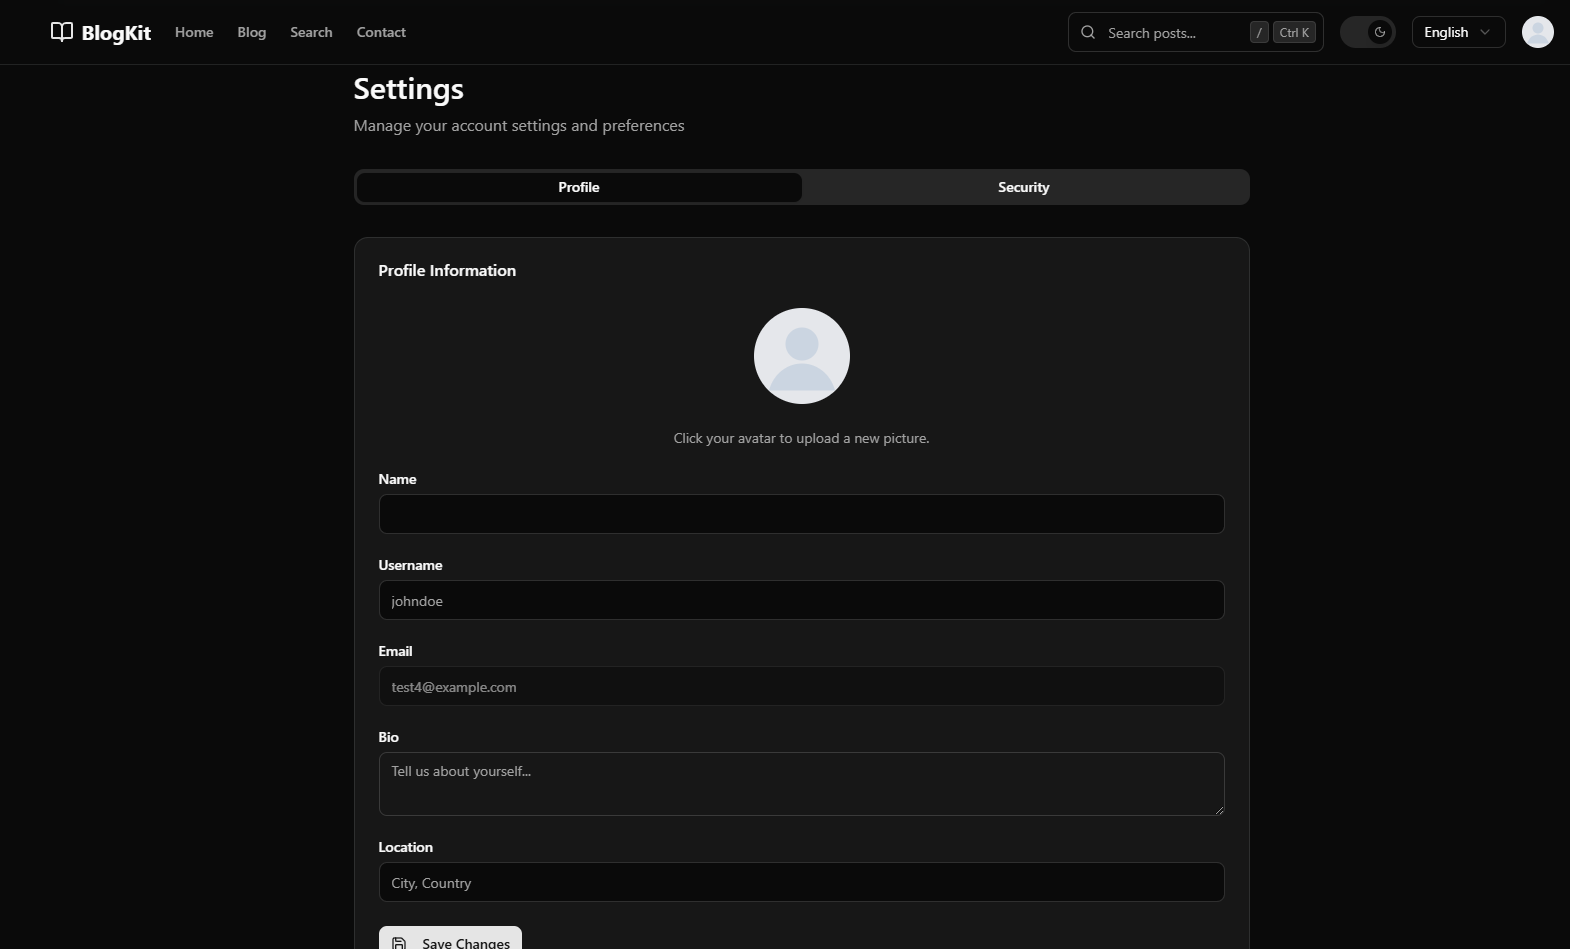 BlogKit
Home
Blog
Search
Contact
Search posts...
/
Ctrl K
English
Settings
Manage your account settings and preferences
Profile
Security
Profile Information
Click your avatar to upload a new picture.
Name
Username
johndoe
Email
test4@example.com
Bio
Tell us about yourself...
Location
City, Country
Save Changes